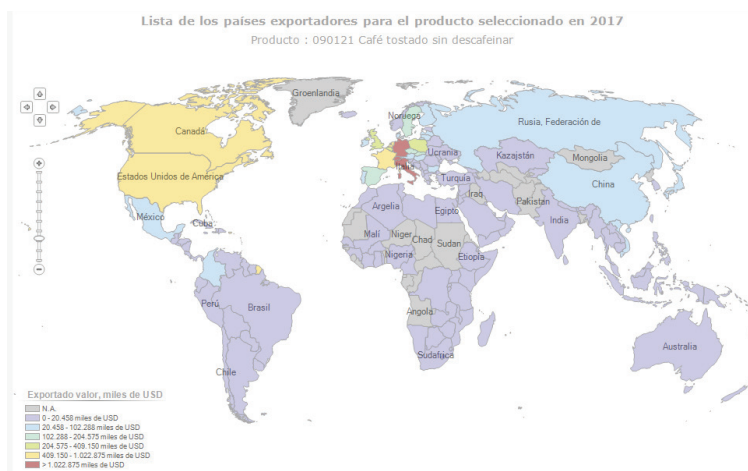 Lista de los países exportadores para el producto seleccionado en 2017
Producto : 090121 Café tostado sin descafeinar
Groenlandia
Noruega
Rusia, Federación de
Canadá
Ucrania
Kazajstán
Mongolia
Italia
Estados Unidos de América
Turquía
China
Iraq
Pakistán
México
Argelia
Egipto
India
Cuba
Malí
Níger
Chad
Sudan
Nigeria
Etiopía
Perú
Brasil
Angola
Australia
Sudáfrica
Chile
Exportado valor, miles de USD
N.A.
0 - 20.458 miles de USD
20.458 - 102.288 miles de USD
102.288 - 204.575 miles de USD
204.575 - 409.150 miles de USD
409.150 - 1.022.875 miles de USD
> 1.022.875 miles de USD